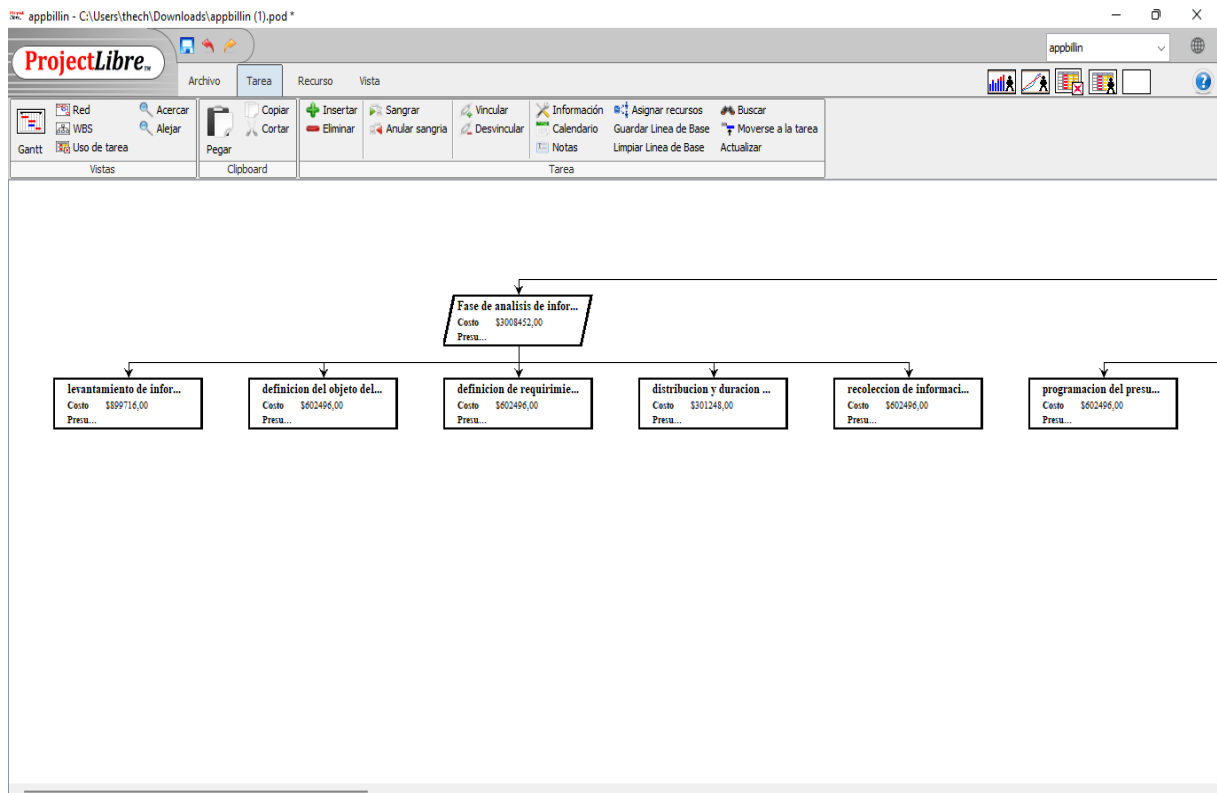 appbillin - C:\Users\thech\Downloads\appbillin (1).pod *
ProjectLibre™
appbilin
Archivo Tarea Recurso Vista
Red Acercar Copiar Insertar Sangrar Vincular Información Asignar recursos Buscar
WBS Alejar Cortar Eliminar Anular sangria Desvincular Calendario Guardar Linea de Base Moverse a la tarea
Gantt Uso de tarea Pegar Notas Limpiar Linea de Base Actualizar
Vistas Clipboard Tarea
Fase de analisis de infor...
Costo $3008452,00
Presu...
levantamiento de infor...
Costo $899716,00
Presu...
definicion del objeto del...
Costo $602496,00
Presu...
definicion de requirimie...
Costo $602496,00
Presu...
distribucion y duracion ...
Costo $301248,00
Presu...
recoleccion de informaci...
Costo $602496,00
Presu...
programacion del presu...
Costo $602496,00
Presu...